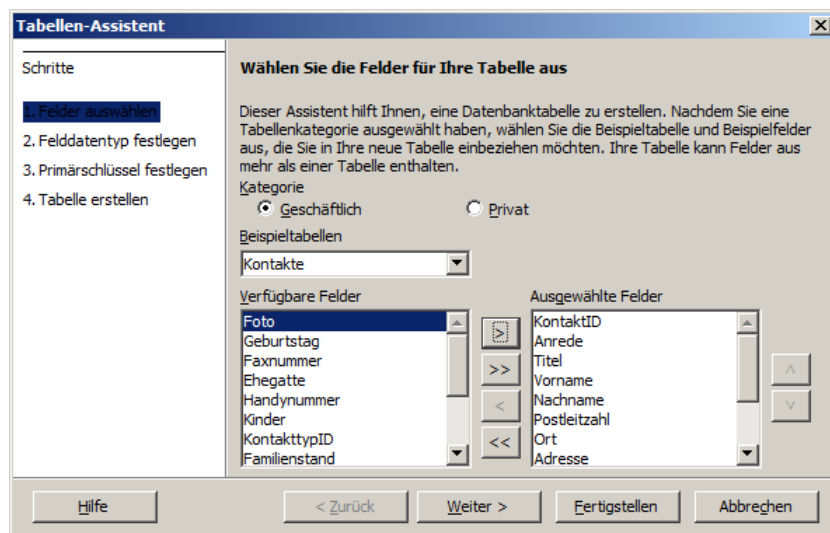 Tabellen-Assistent
Schritte
1. Felder auswählen
2. Felddatentyp festlegen
3. Primärschlüssel festlegen
4. Tabelle erstellen
Wählen Sie die Felder für Ihre Tabelle aus
Dieser Assistent hilft Ihnen, eine Datenbanktabelle zu erstellen. Nachdem Sie eine
Tabellenkategorie ausgewählt haben, wählen Sie die Beispieltabelle und Beispielfelder
aus, die Sie in Ihre neue Tabelle einbeziehen möchten. Ihre Tabelle kann Felder aus
mehr als einer Tabelle enthalten.
Kategorie
Geschäftlich
Privat
Beispieltabellen
Kontakte
Verfügbare Felder
Foto
Geburtstag
Faxnummer
Ehegatte
Handynummer
Kinder
KontakttypID
Familienstand
>
>>
<
<<
Ausgewählte Felder
KontaktID
Anrede
Titel
Vorname
Nachname
Postleitzahl
Ort
Adresse
Hilfe
< Zurück
Weiter >
Fertigstellen
Abbrechen